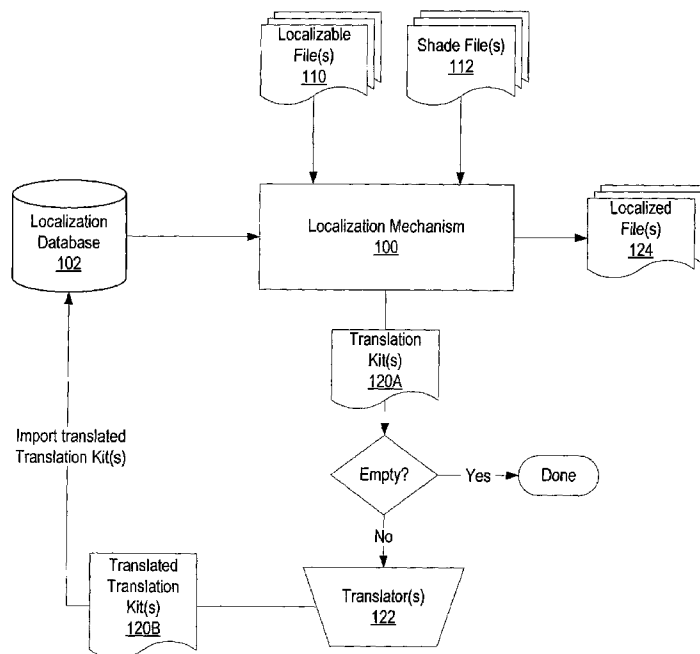 Localizable
File(s)
110
Shade File(s)
112
Localization
Database
102
Localization Mechanism
100
Localized
File(s)
124
Translation
Kit(s)
120A
Import translated
Translation Kit(s)
Empty?
Yes
Done
No
Translated
Translation
Kit(s)
120B
Translator(s)
122